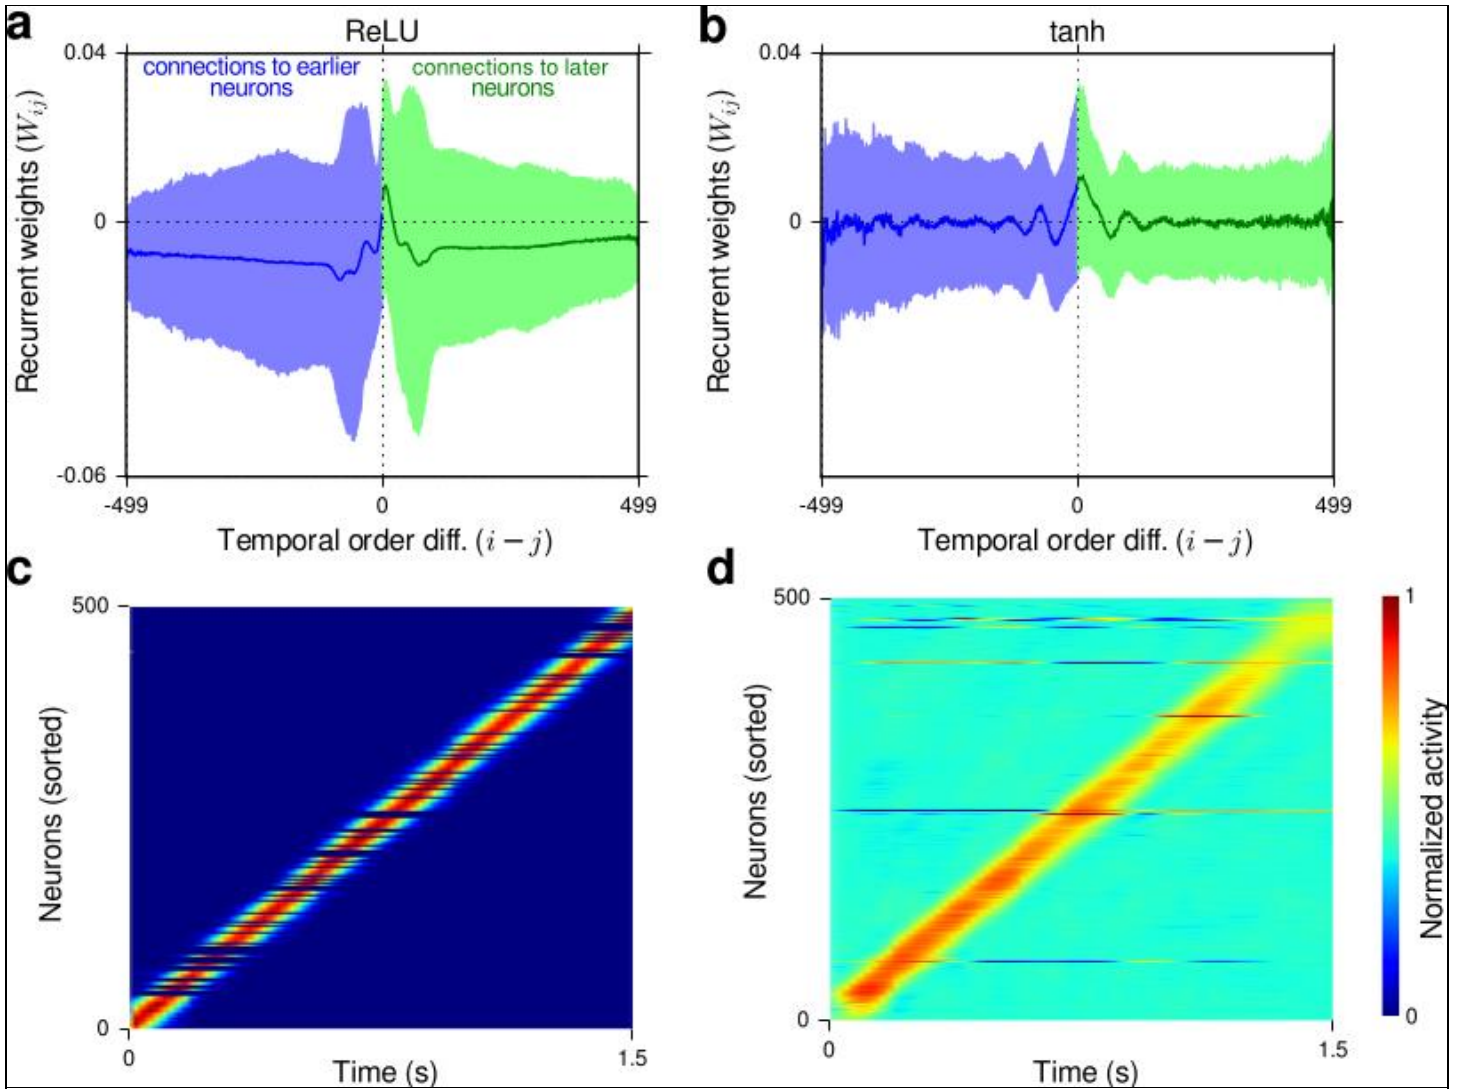 a
ReLU
0.04
connections to earlier
neurons
connections to later
neurons
Recurrent weights (W_ij)
0
-0.06
-499
0
499
Temporal order diff. (i − j)
b
tanh
0.04
Recurrent weights (W_ij)
0
-499
0
499
Temporal order diff. (i − j)
c
500
Neurons (sorted)
0
0
1.5
Time (s)
d
500
Neurons (sorted)
0
0
1.5
Time (s)
1
Normalized activity
0